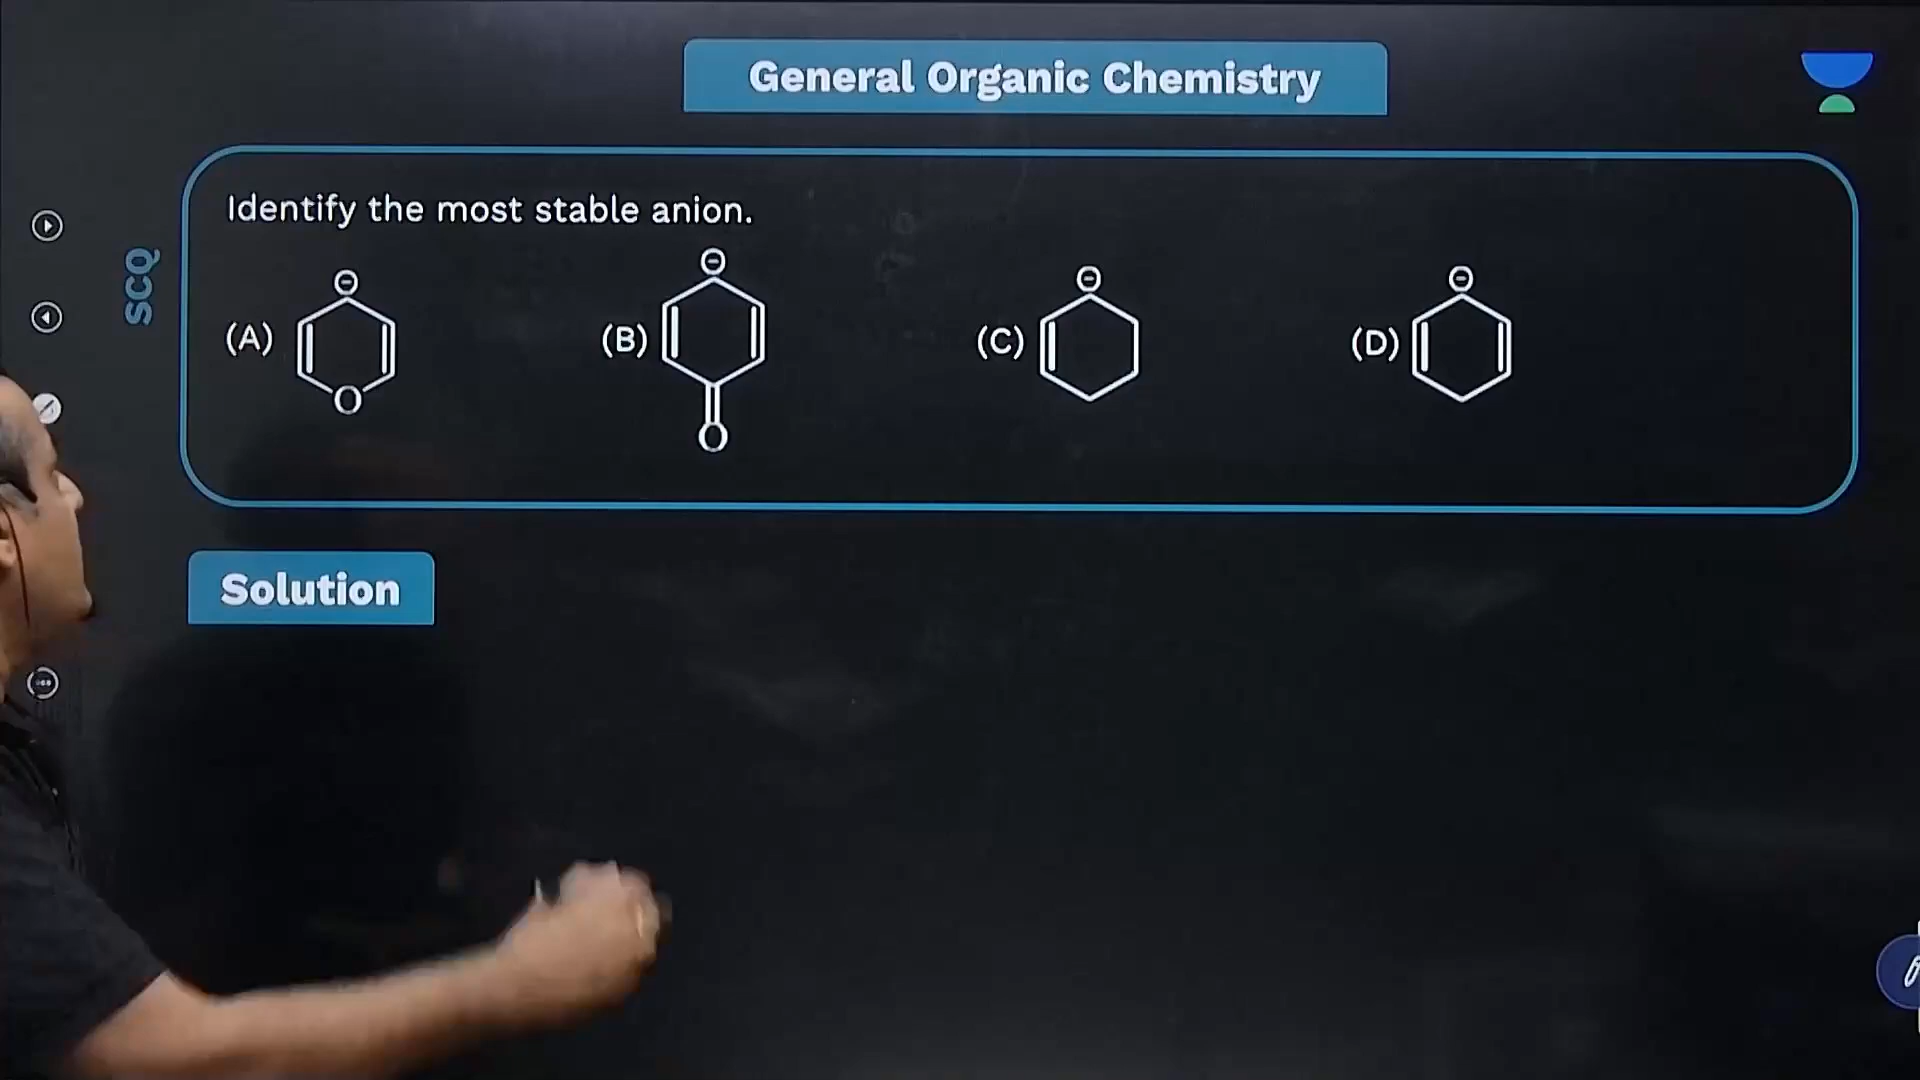 General Organic Chemistry
SCQ
Identify the most stable anion.
(A) (B) (C) (D)
⊖ ⊖ ⊖ ⊖
O O
Solution